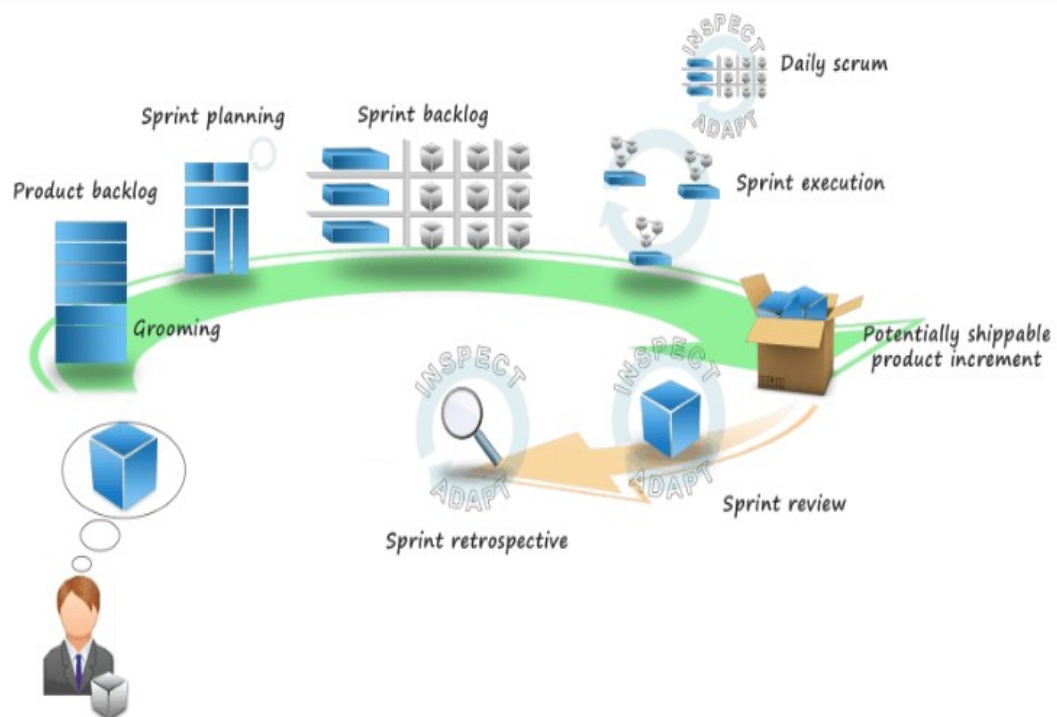 INSPECT
Daily scrum
ADAPT
Sprint planning
Sprint backlog
Product backlog
Sprint execution
Grooming
Potentially shippable
product increment
INSPECT
INSPECT
ADAPT
ADAPT
Sprint review
Sprint retrospective